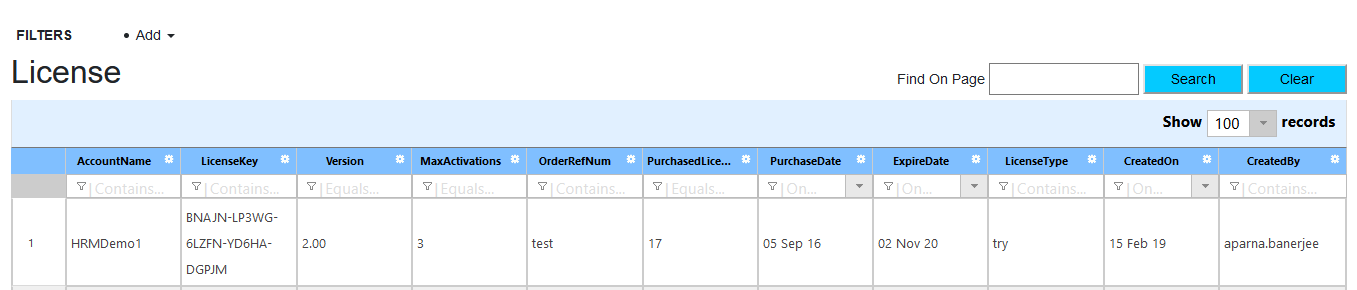 FILTERS • Add
License
Find On Page Search Clear
Show 100 records
AccountName LicenseKey Version MaxActivations OrderRefNum PurchasedLice... PurchaseDate ExpireDate LicenseType CreatedOn CreatedBy
Contains... Contains... Equals... Equals... Contains... Equals... On... On... Contains... On... Contains...
1 HRMDemo1 BNAJN-LP3WG-
6LZFN-YD6HA-
DGPJM 2.00 3 test 17 05 Sep 16 02 Nov 20 try 15 Feb 19 aparna.banerjee